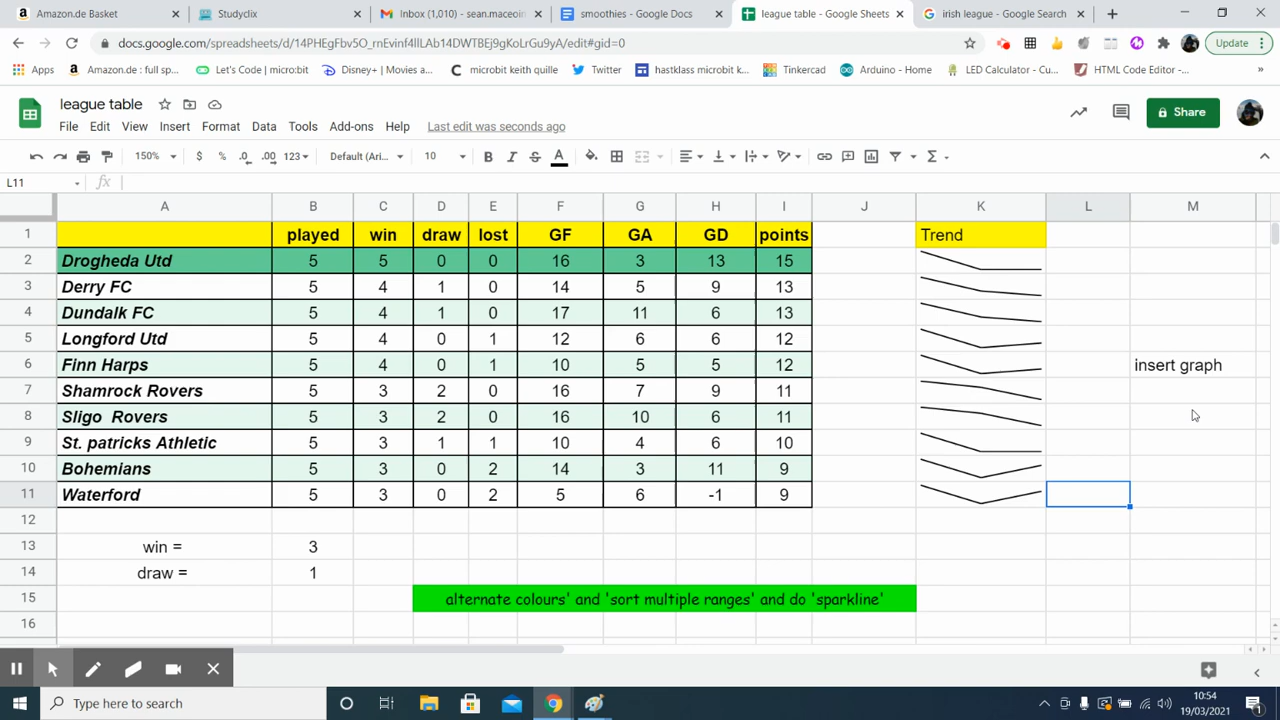 Amazon.de Basket
Studyclix
Inbox (1,010) - sean.maceoin
smoothies - Google Docs
league table - Google Sheets
irish league - Google Search
Update
Apps
Amazon.de : full sp...
Let's Code | micro:bit
Disney+ | Movies a...
microbit keith quille
Twitter
hastklass microbit k...
Tinkercad
Arduino - Home
LED Calculator - Cu...
HTML Code Editor -...
league table
File Edit View Insert Format Data Tools Add-ons Help Last edit was seconds ago
Share
150% $ % .0 .00 123 Default (Ari... 10 B I S A
L11 fx
A B C D E F G H I J K L M
1 played win draw lost GF GA GD points Trend
2 Drogheda Utd 5 5 0 0 16 3 13 15
3 Derry FC 5 4 1 0 14 5 9 13
4 Dundalk FC 5 4 1 0 17 11 6 13
5 Longford Utd 5 4 0 1 12 6 6 12
6 Finn Harps 5 4 0 1 10 5 5 12 insert graph
7 Shamrock Rovers 5 3 2 0 16 7 9 11
8 Sligo Rovers 5 3 2 0 16 10 6 11
9 St. patricks Athletic 5 3 1 1 10 4 6 10
10 Bohemians 5 3 0 2 14 3 11 9
11 Waterford 5 3 0 2 5 6 -1 9
12
13 win = 3
14 draw = 1
15 alternate colours' and 'sort multiple ranges' and do 'sparkline'
16
Type here to search
10:54
19/03/2021